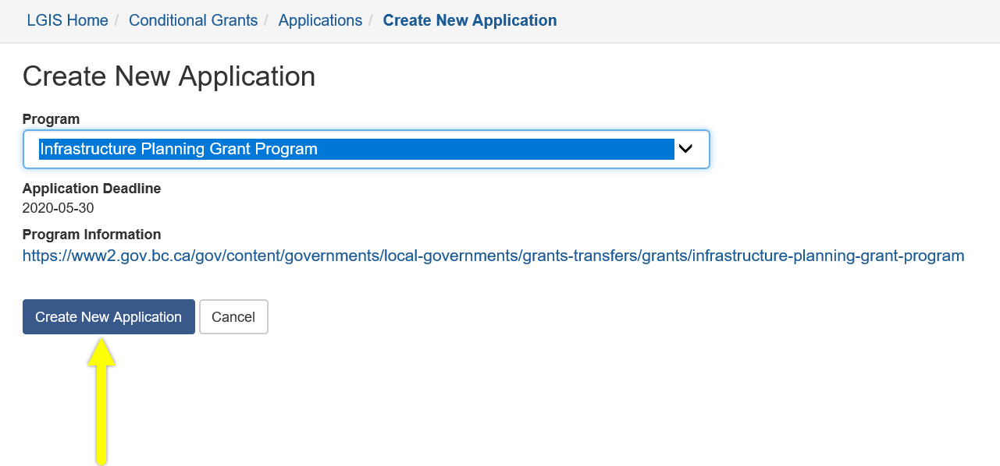 LGIS Home / Conditional Grants / Applications / Create New Application
Create New Application
Program
Infrastructure Planning Grant Program
Application Deadline
2020-05-30
Program Information
https://www2.gov.bc.ca/gov/content/governments/local-governments/grants-transfers/grants/infrastructure-planning-grant-program
Create New Application Cancel